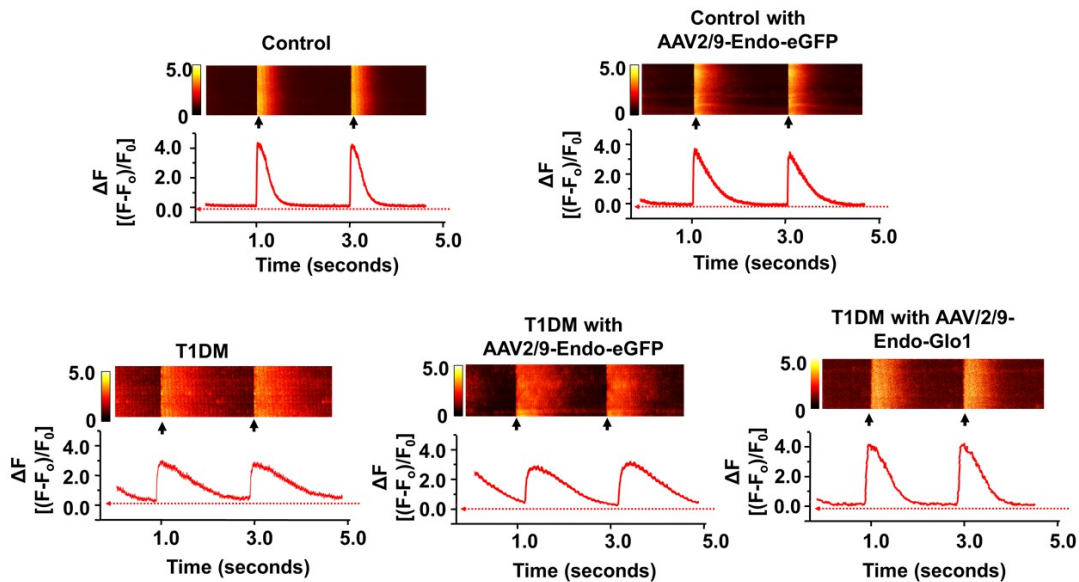 Control
5.0
0
ΔF
[(F-Fo)/F0]
4.0
2.0
0.0
1.0
3.0
5.0
Time (seconds)
Control with
AAV2/9-Endo-eGFP
5.0
0
ΔF
[(F-Fo)/F0]
4.0
2.0
0.0
1.0
3.0
5.0
Time (seconds)
T1DM
5.0
0
ΔF
[(F-Fo)/F0]
4.0
2.0
0.0
1.0
3.0
5.0
Time (seconds)
T1DM with
AAV2/9-Endo-eGFP
5.0
0
ΔF
[(F-Fo)/F0]
4.0
2.0
0.0
1.0
3.0
5.0
Time (seconds)
T1DM with AAV/2/9-
Endo-Glo1
5.0
0
ΔF
[(F-Fo)/F0]
4.0
2.0
0.0
1.0
3.0
5.0
Time (seconds)